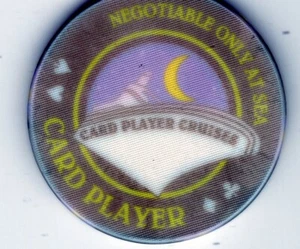 NEGOTIABLE ONLY AT SEA
CARD PLAYER CRUISES
CARD PLAYER